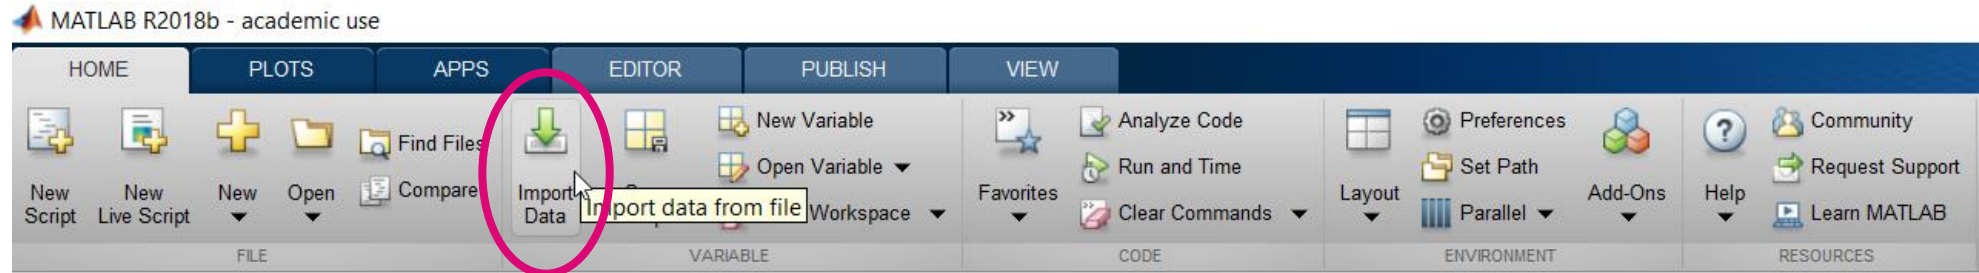 MATLAB R2018b - academic use
HOME
PLOTS
APPS
EDITOR
PUBLISH
VIEW
New
Script
New
Live Script
New
Open
Find Files
Compare
FILE
Import
Data
Import data from file
New Variable
Open Variable
Workspace
VARIABLE
Favorites
Analyze Code
Run and Time
Clear Commands
CODE
Layout
Preferences
Set Path
Parallel
Add-Ons
ENVIRONMENT
Help
Community
Request Support
Learn MATLAB
RESOURCES